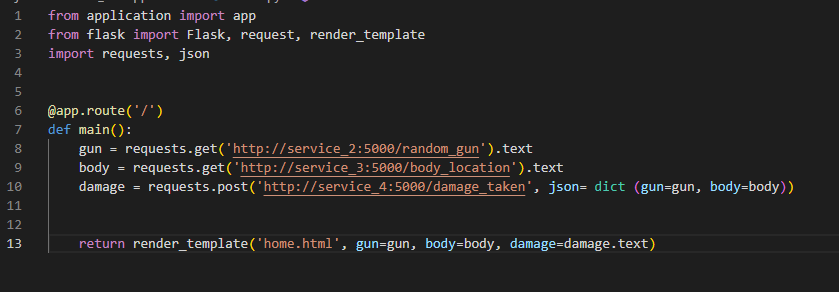 1 from application import app
2 from flask import Flask, request, render_template
3 import requests, json
4
5
6 @app.route('/')
7 def main():
8     gun = requests.get('http://service_2:5000/random_gun').text
9     body = requests.get('http://service_3:5000/body_location').text
10     damage = requests.post('http://service_4:5000/damage_taken', json= dict (gun=gun, body=body))
11
12
13     return render_template('home.html', gun=gun, body=body, damage=damage.text)